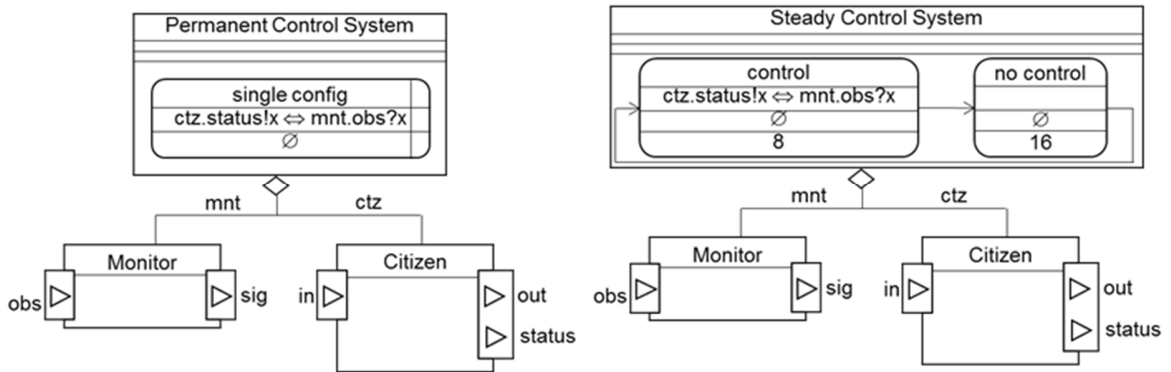 Permanent Control System
single config
ctz.status!x ⇔ mnt.obs?x
∅
mnt
ctz
Monitor
obs
sig
Citizen
in
out
status
Steady Control System
control
ctz.status!x ⇔ mnt.obs?x
∅
8
no control
∅
16
mnt
ctz
Monitor
obs
sig
Citizen
in
out
status